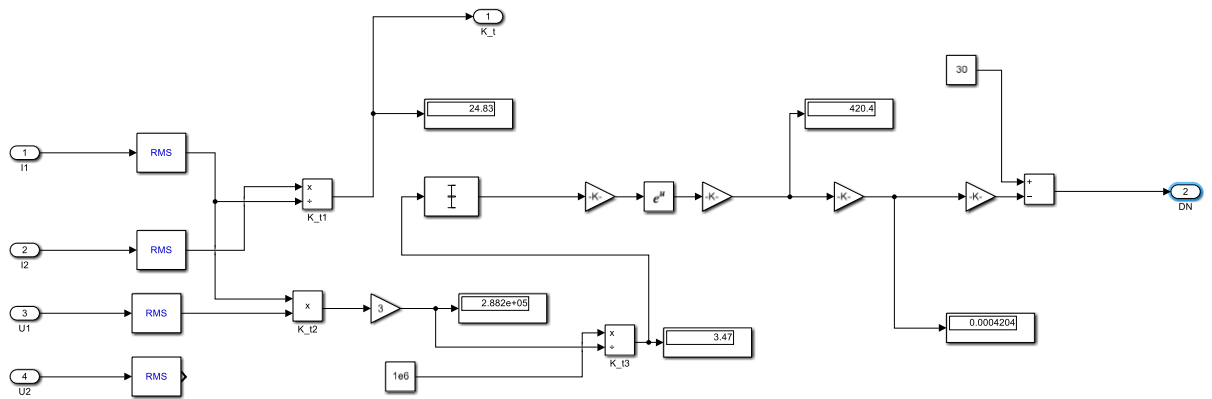 1
K_t
30
24.83
420.4
1
I1
RMS
x
÷
K_t1
-K-
e^u
-K-
-K-
-K-
+
−
2
DN
2
I2
RMS
3
U1
RMS
x
K_t2
3
2.882e+05
0.0004204
x
÷
K_t3
3.47
4
U2
RMS
1e6